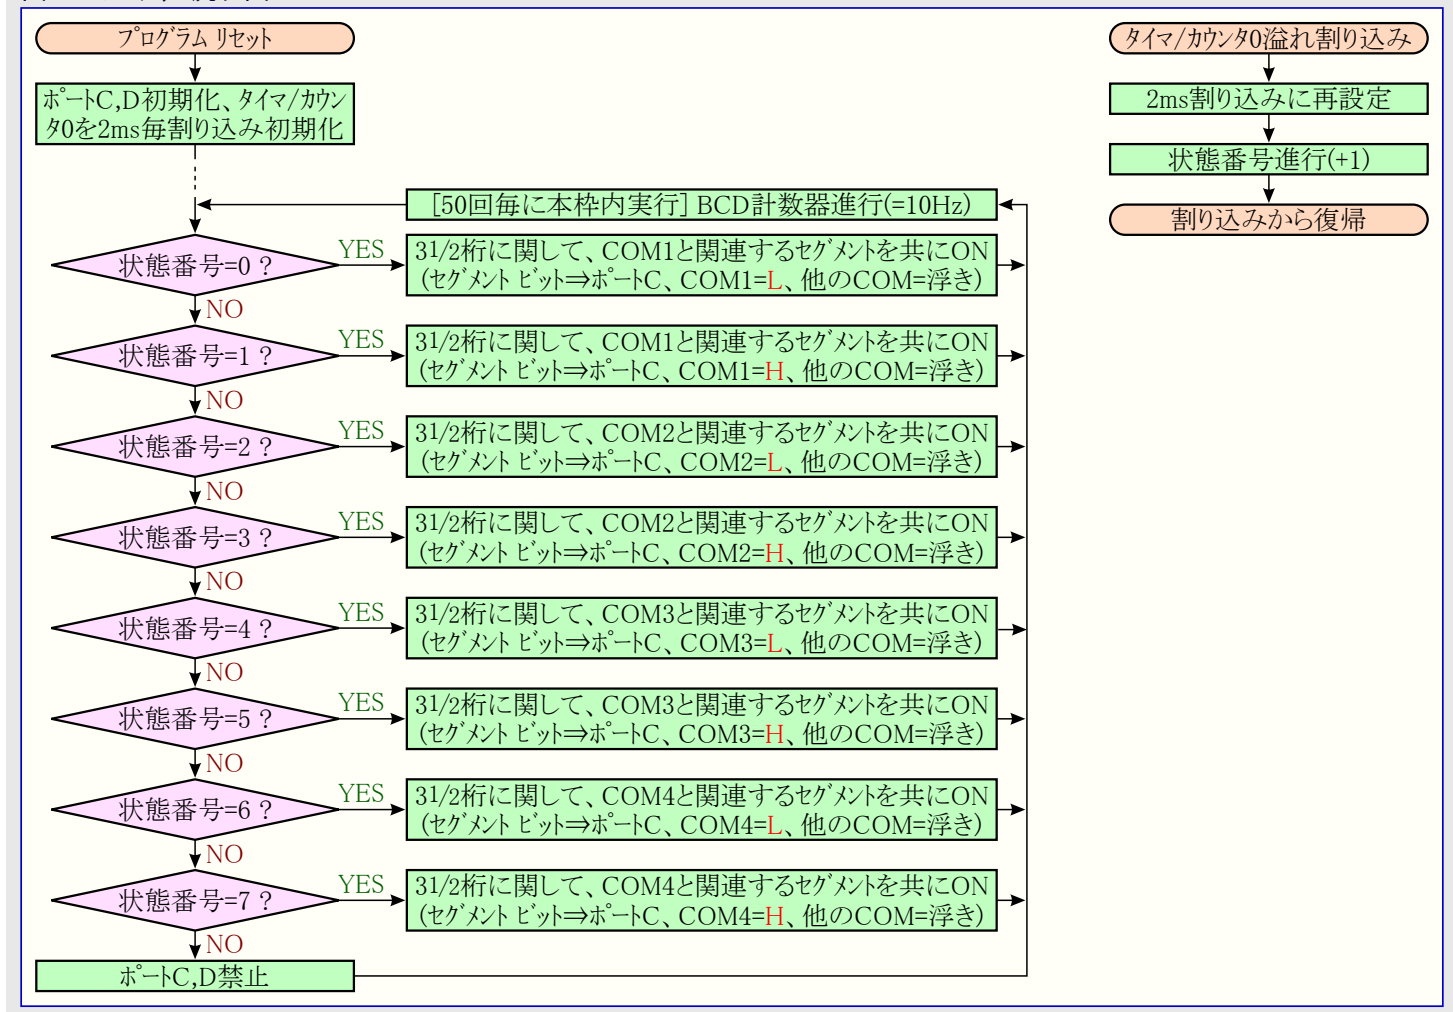 プログラム リセット
ポートC,D初期化、タイマ/カウン
タ0を2ms毎割り込み初期化
[50回毎に本枠内実行] BCD計数器進行(=10Hz)
状態番号=0 ?
YES
31/2桁に関して、COM1と関連するセグメントを共にON
(セグメント ビット⇒ポートC、COM1=L、他のCOM=浮き)
NO
状態番号=1 ?
YES
31/2桁に関して、COM1と関連するセグメントを共にON
(セグメント ビット⇒ポートC、COM1=H、他のCOM=浮き)
NO
状態番号=2 ?
YES
31/2桁に関して、COM2と関連するセグメントを共にON
(セグメント ビット⇒ポートC、COM2=L、他のCOM=浮き)
NO
状態番号=3 ?
YES
31/2桁に関して、COM2と関連するセグメントを共にON
(セグメント ビット⇒ポートC、COM2=H、他のCOM=浮き)
NO
状態番号=4 ?
YES
31/2桁に関して、COM3と関連するセグメントを共にON
(セグメント ビット⇒ポートC、COM3=L、他のCOM=浮き)
NO
状態番号=5 ?
YES
31/2桁に関して、COM3と関連するセグメントを共にON
(セグメント ビット⇒ポートC、COM3=H、他のCOM=浮き)
NO
状態番号=6 ?
YES
31/2桁に関して、COM4と関連するセグメントを共にON
(セグメント ビット⇒ポートC、COM4=L、他のCOM=浮き)
NO
状態番号=7 ?
YES
31/2桁に関して、COM4と関連するセグメントを共にON
(セグメント ビット⇒ポートC、COM4=H、他のCOM=浮き)
NO
ポートC,D禁止
タイマ/カウンタ0溢れ割り込み
2ms割り込みに再設定
状態番号進行(+1)
割り込みから復帰